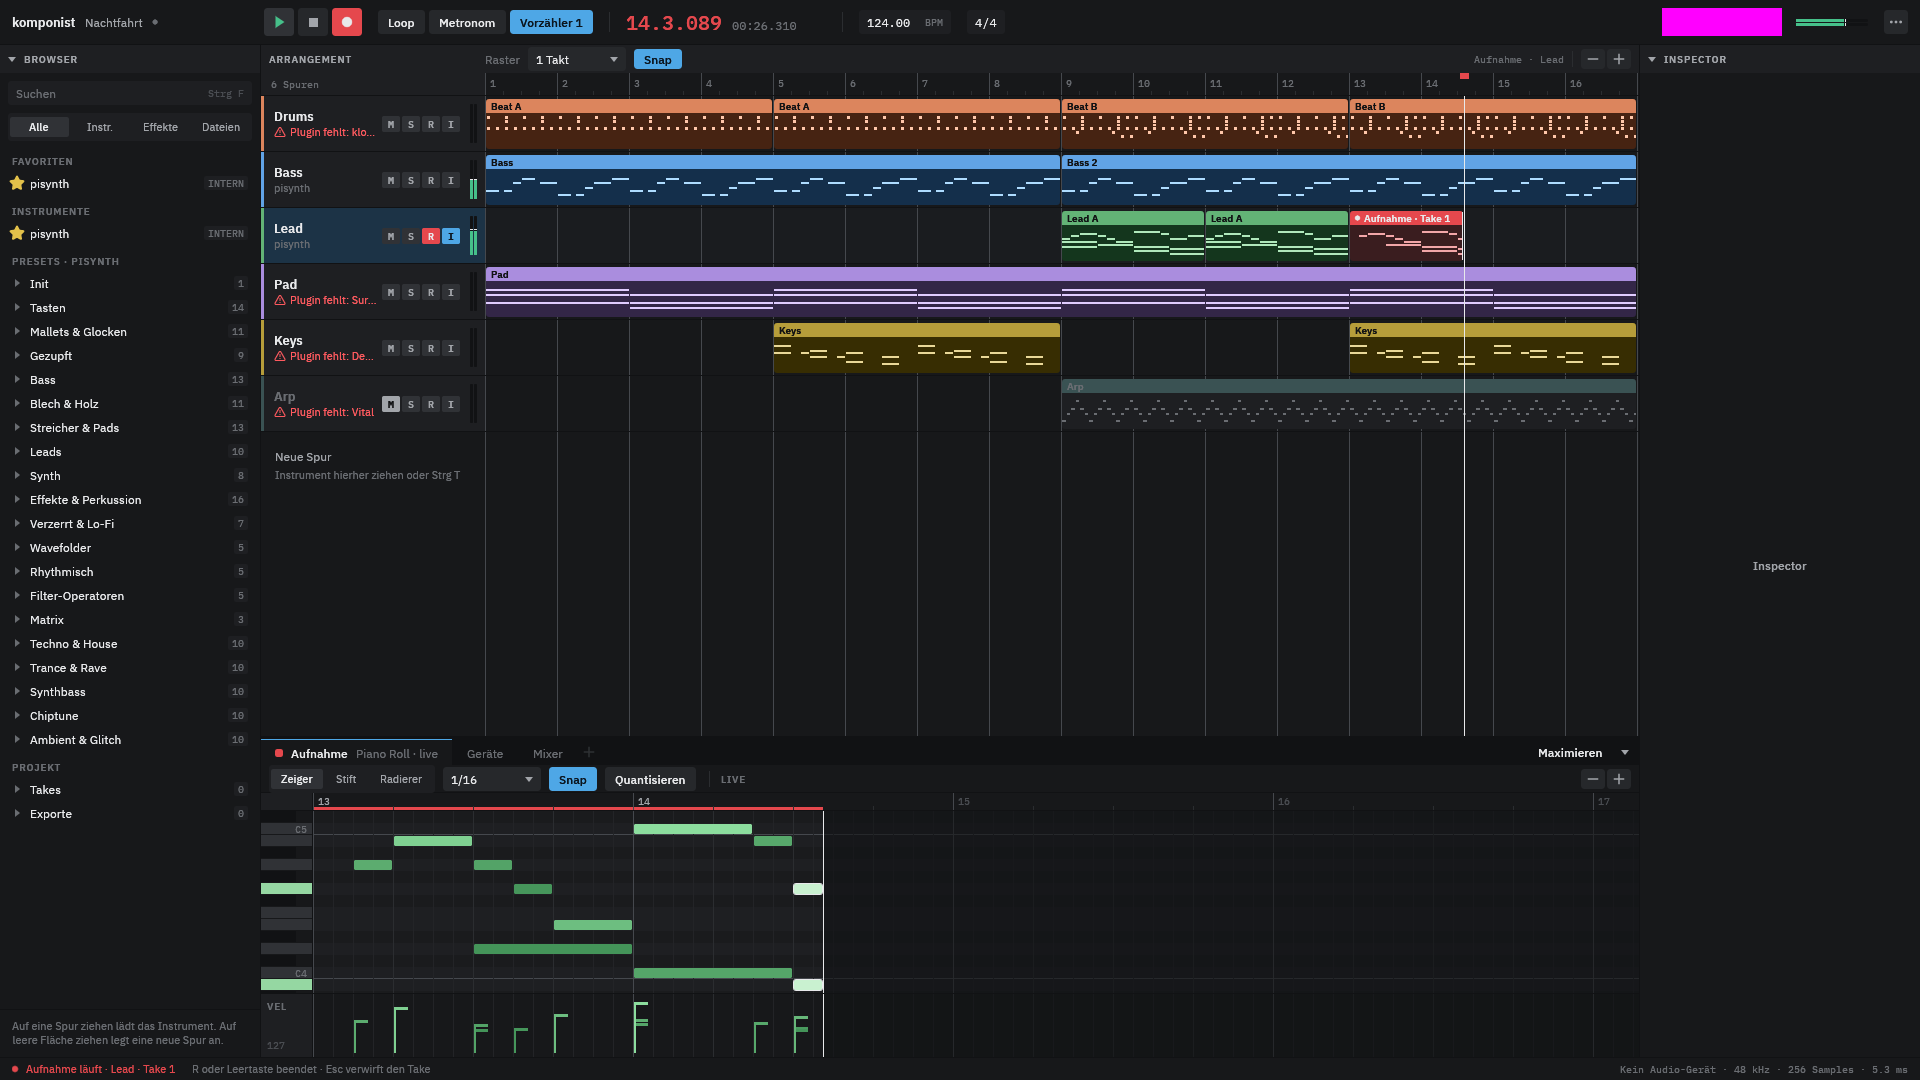 komponist Nachtfahrt
Loop Metronom Vorzähler 1 14.3.089 00:26.310 124.00 BPM 4/4
BROWSER
Suchen Strg F
Alle Instr. Effekte Dateien
FAVORITEN
pisynth INTERN
INSTRUMENTE
pisynth INTERN
PRESETS · PISYNTH
Init 1
Tasten 14
Mallets & Glocken 11
Gezupft 9
Bass 13
Blech & Holz 11
Streicher & Pads 13
Leads 10
Synth 8
Effekte & Perkussion 16
Verzerrt & Lo-Fi 7
Wavefolder 5
Rhythmisch 5
Filter-Operatoren 5
Matrix 3
Techno & House 10
Trance & Rave 10
Synthbass 10
Chiptune 10
Ambient & Glitch 10
PROJEKT
Takes 0
Exporte 0
Auf eine Spur ziehen lädt das Instrument. Auf
leere Fläche ziehen legt eine neue Spur an.
ARRANGEMENT Raster 1 Takt Snap Aufnahme · Lead
6 Spuren 1 2 3 4 5 6 7 8 9 10 11 12 13 14 15 16
Drums M S R I
Plugin fehlt: klo...
Beat A Beat A Beat B Beat B
Bass M S R I
pisynth
Bass Bass 2
Lead M S R I
pisynth
Lead A Lead A Aufnahme · Take 1
Pad M S R I
Plugin fehlt: Sur...
Pad
Keys M S R I
Plugin fehlt: De...
Keys Keys
Arp M S R I
Plugin fehlt: Vital
Arp
Neue Spur
Instrument hierher ziehen oder Strg T
INSPECTOR
Inspector
Aufnahme Piano Roll · live Geräte Mixer Maximieren
Zeiger Stift Radierer 1/16 Snap Quantisieren LIVE
13 14 15 16 17
C5
C4
VEL
127
Aufnahme läuft · Lead · Take 1 R oder Leertaste beendet · Esc verwirft den Take Kein Audio-Gerät · 48 kHz · 256 Samples · 5.3 ms